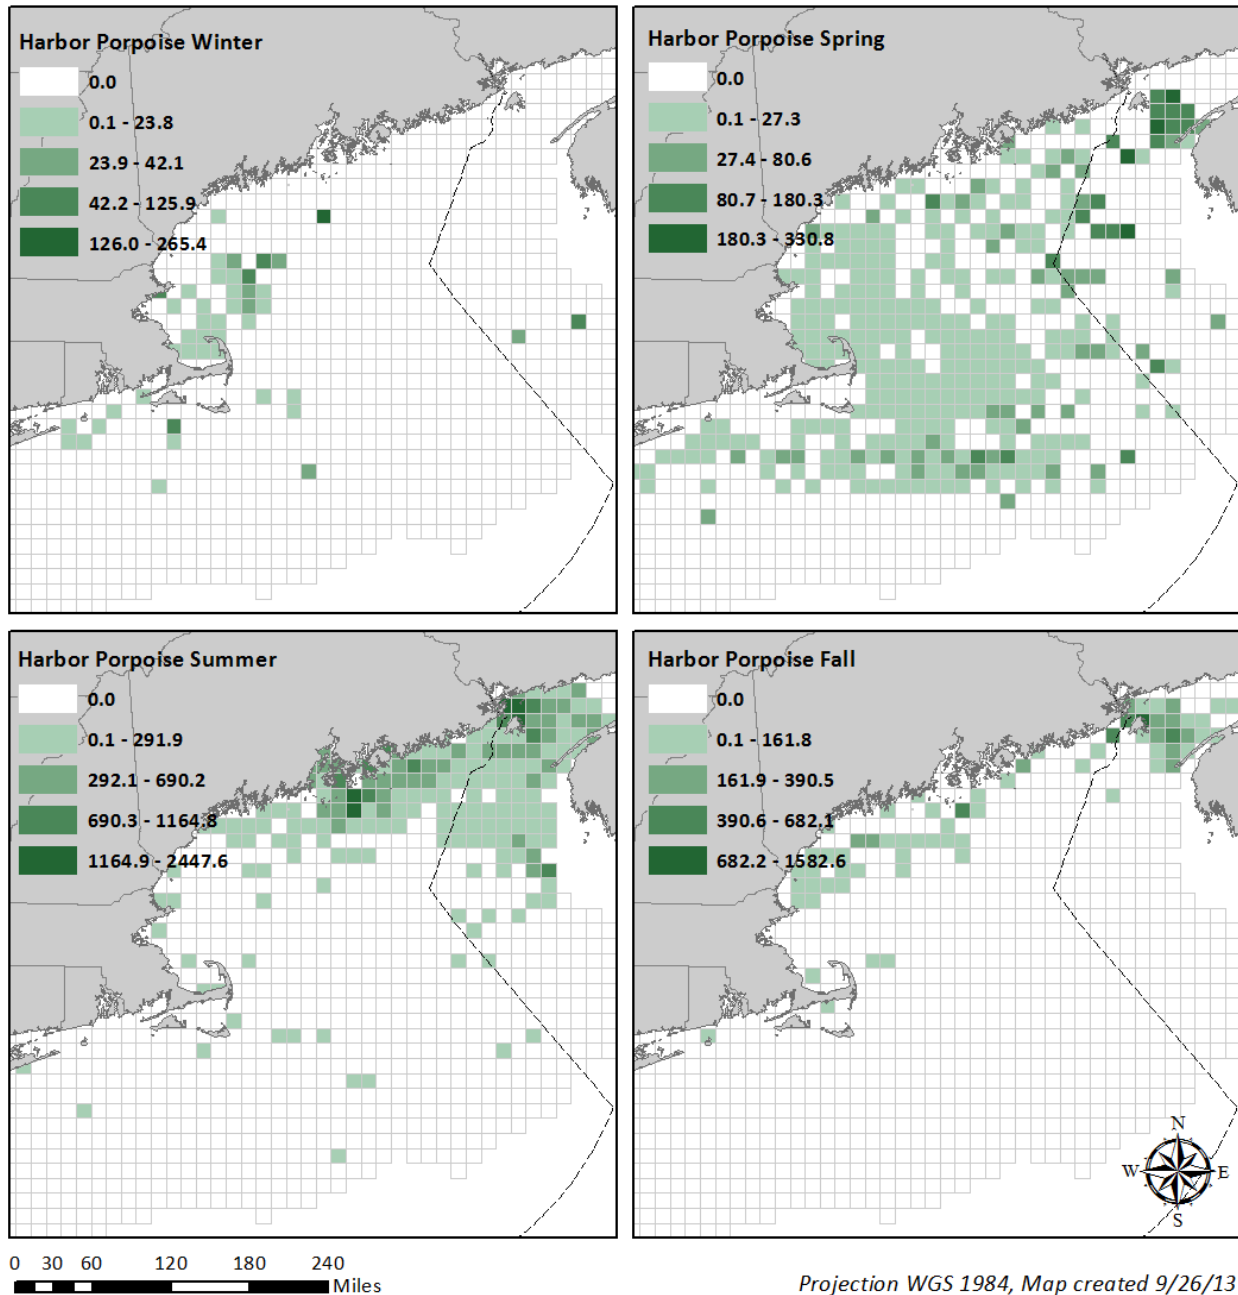 Harbor Porpoise Winter
0.0
0.1 - 23.8
23.9 - 42.1
42.2 - 125.9
126.0 - 265.4
Harbor Porpoise Spring
0.0
0.1 - 27.3
27.4 - 80.6
80.7 - 180.3
180.3 - 330.8
Harbor Porpoise Summer
0.0
0.1 - 291.9
292.1 - 690.2
690.3 - 1164.8
1164.9 - 2447.6
Harbor Porpoise Fall
0.0
0.1 - 161.8
161.9 - 390.5
390.6 - 682.1
682.2 - 1582.6
N
W E
S
0 30 60 120 180 240
Miles
Projection WGS 1984, Map created 9/26/13